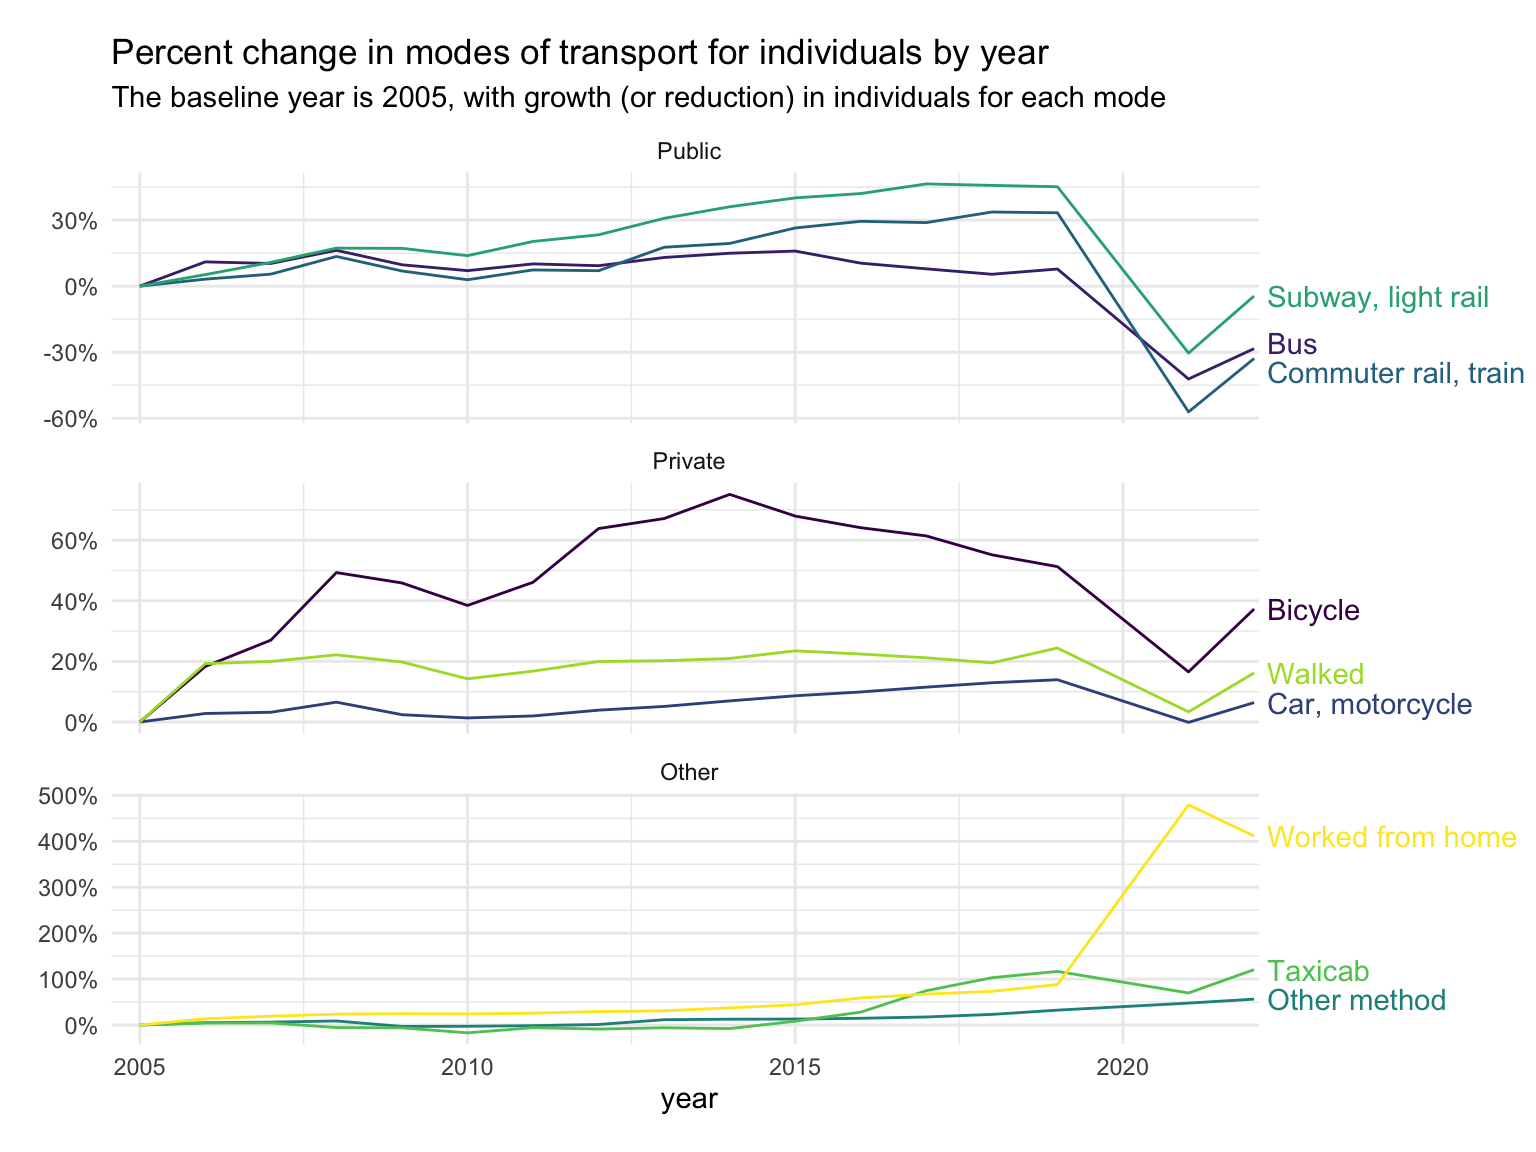 Percent change in modes of transport for individuals by year
The baseline year is 2005, with growth (or reduction) in individuals for each mode
Public
30%
0%
-30%
-60%
Subway, light rail
Bus
Commuter rail, train
Private
60%
40%
20%
0%
Bicycle
Walked
Car, motorcycle
Other
500%
400%
300%
200%
100%
0%
Worked from home
Taxicab
Other method
2005 2010 2015 2020
year